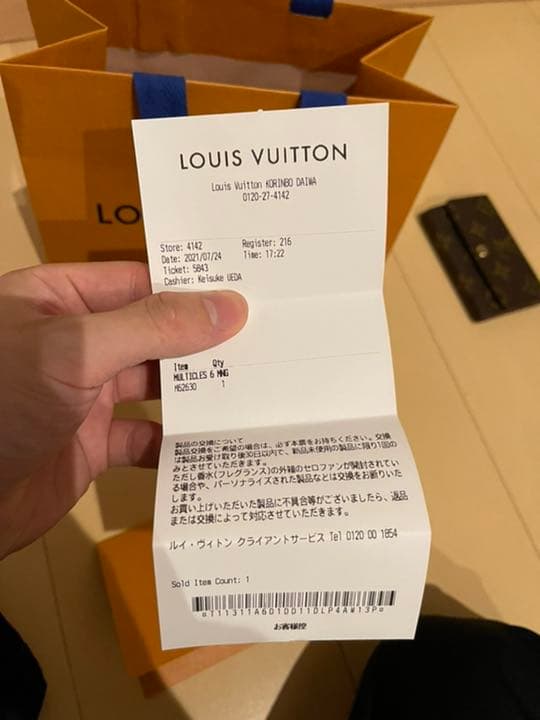 LO
LOUIS VUITTON
Louis Vuitton KORINBO DAIWA
0120-27-4142
Store: 4142 Register: 216
Date: 2021/07/24 Time: 17:22
Ticket: 5843
Cashier: Keisuke UEDA
Item Qty
MULTICLES 6 MNG
M62630 1
製品の交換について
製品交換をご希望の場合は、必ず本票をお持ちください。交換
は製品お受け取り後30日以内で、新品未使用の製品に限り1回の
みとさせていただきます。
ただし香水(フレグランス)の外箱のセロファンが開封されてい
る場合や、パーソナライズされた製品などは交換をお断りいた
します。
お買い上げいただいた製品に不具合等がございましたら、返品
または交換によって対応させていただきます。
ルイ・ヴィトン クライアントサービス Tel 0120 00 1854
Sold Item Count: 1
お客様控